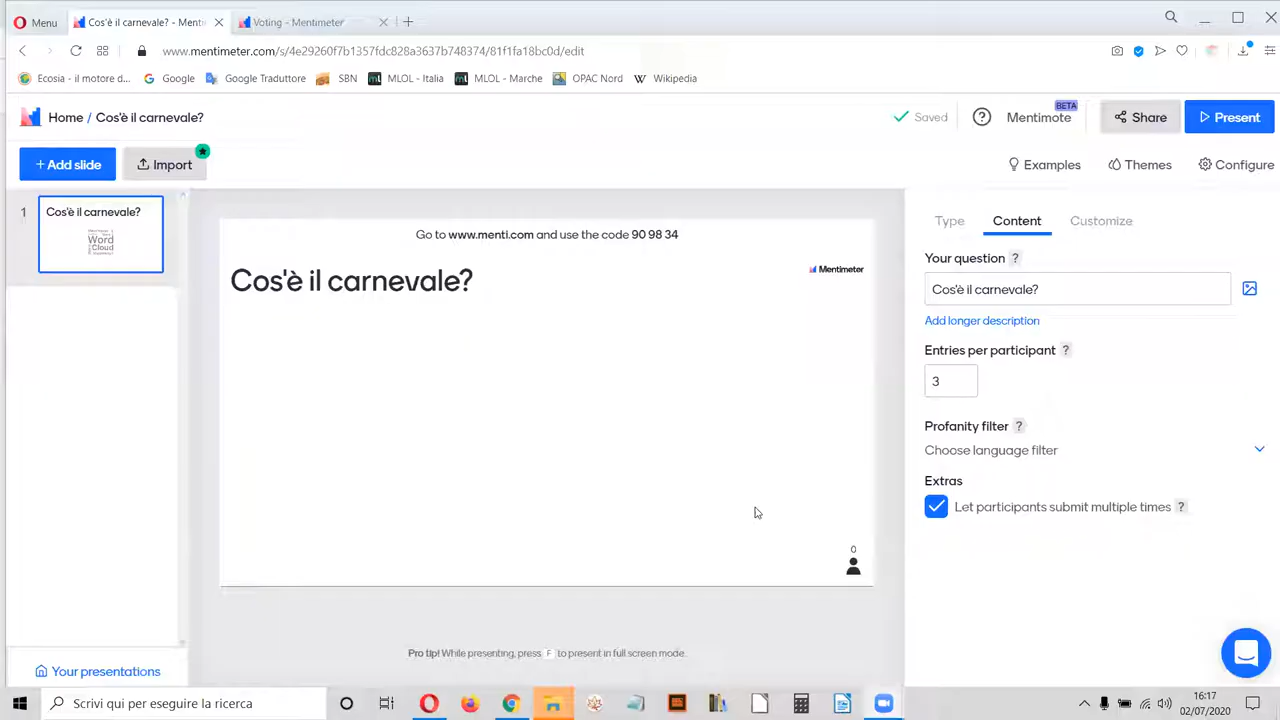 Menu
Cos'è il carnevale? - Menti
Voting - Mentimeter
www.mentimeter.com/s/4e29260f7b1357fdc828a3637b748374/81f1fa18bc0d/edit
Ecosia - il motore d...
Google
Google Traduttore
SBN
MLOL - Italia
MLOL - Marche
OPAC Nord
Wikipedia
Home / Cos'è il carnevale?
Saved
Mentimote
BETA
Share
Present
+ Add slide
Import
Examples
Themes
Configure
1
Cos'è il carnevale?
Word
Cloud
Go to www.menti.com and use the code 90 98 34
Mentimeter
Cos'è il carnevale?
0
Pro tip! While presenting, press F to present in full screen mode.
Type
Content
Customize
Your question ?
Cos'è il carnevale?
Add longer description
Entries per participant ?
3
Profanity filter ?
Choose language filter
Extras
Let participants submit multiple times ?
Your presentations
Scrivi qui per eseguire la ricerca
16:17
02/07/2020